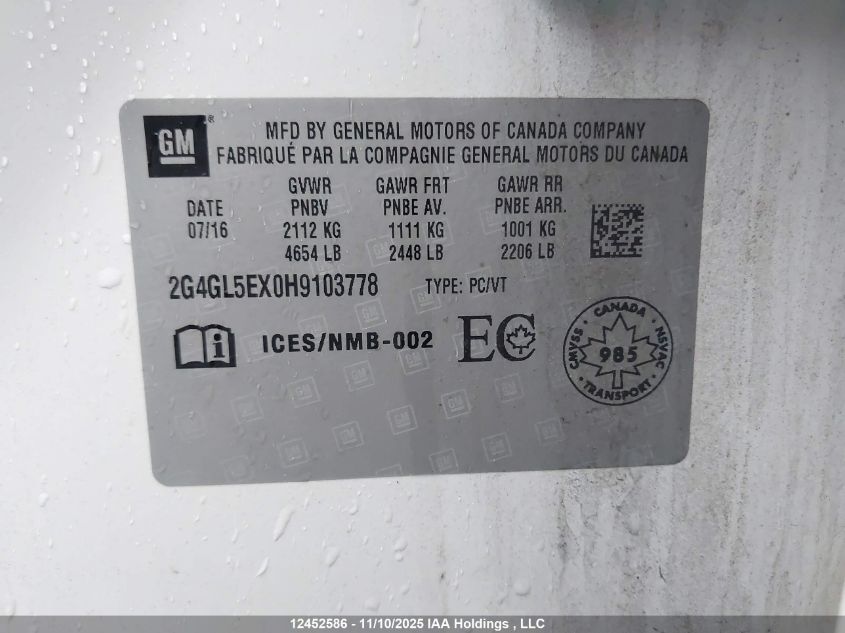 GM ®
MFD BY GENERAL MOTORS OF CANADA COMPANY
FABRIQUÉ PAR LA COMPAGNIE GENERAL MOTORS DU CANADA
GVWR GAWR FRT GAWR RR
DATE PNBV PNBE AV. PNBE ARR.
07/16 2112 KG 1111 KG 1001 KG
4654 LB 2448 LB 2206 LB
2G4GL5EX0H9103778 TYPE: PC/VT
i ICES/NMB-002 EC
CANADA
CMVSS 985 NSVAC
TRANSPORT
12452586 - 11/10/2025 IAA Holdings , LLC